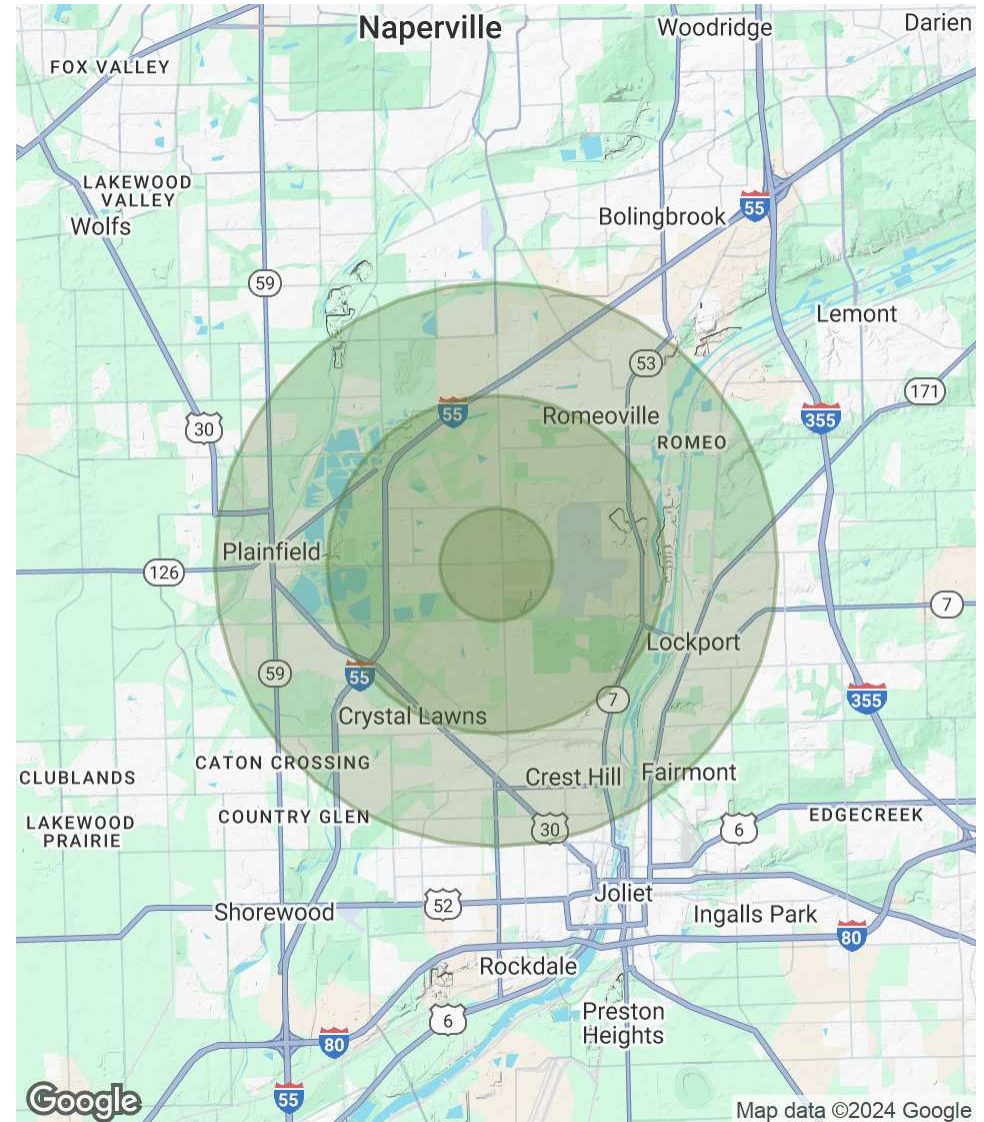 Naperville
Woodridge
Darien
FOX VALLEY
LAKEWOOD
VALLEY
Wolfs
Bolingbrook
55
59
Lemont
53
171
55
Romeoville
355
30
ROMEO
Plainfield
126
7
Lockport
59
55
7
355
Crystal Lawns
CATON CROSSING
CLUBLANDS
Crest Hill
Fairmont
COUNTRY GLEN
EDGECREEK
LAKEWOOD
PRAIRIE
30
6
Joliet
52
Shorewood
Ingalls Park
80
Rockdale
6
Preston
Heights
80
55
Google
Map data ©2024 Google